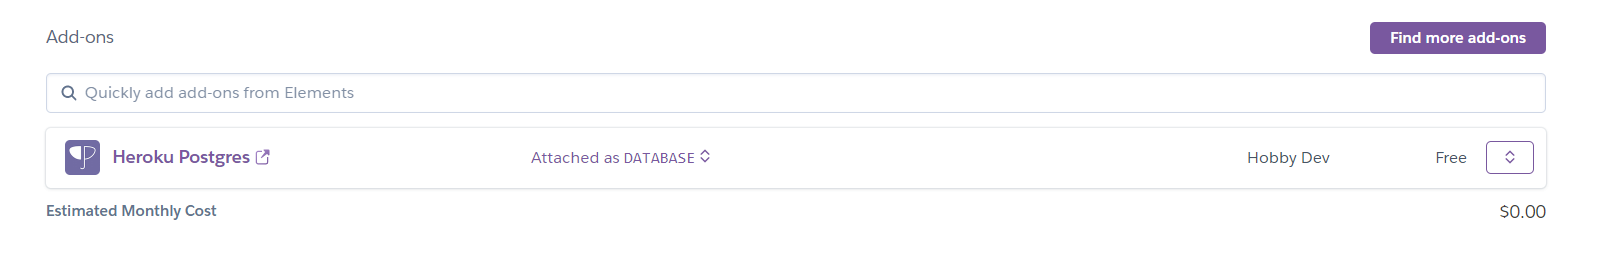 Add-ons
Find more add-ons
Quickly add add-ons from Elements
Heroku Postgres Attached as DATABASE Hobby Dev Free
Estimated Monthly Cost $0.00